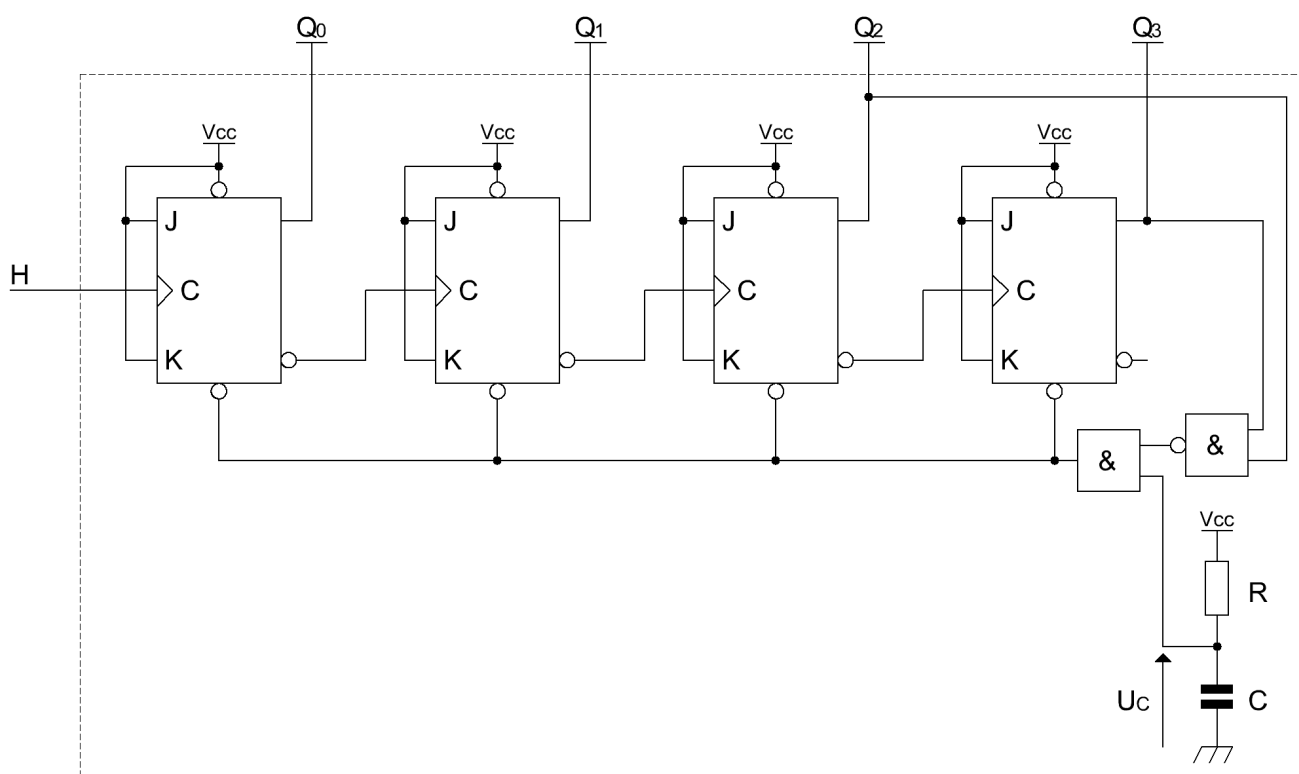 Q0 Q1 Q2 Q3
Vcc Vcc Vcc Vcc
J J J J
H C C C C
K K K K
& &
Vcc
R
UC C